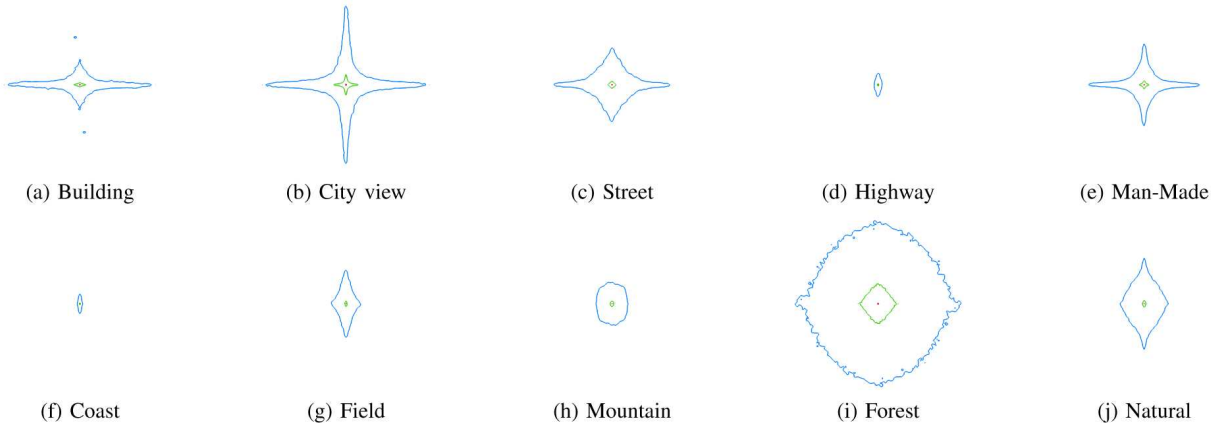 (a) Building
(b) City view
(c) Street
(d) Highway
(e) Man-Made
(f) Coast
(g) Field
(h) Mountain
(i) Forest
(j) Natural